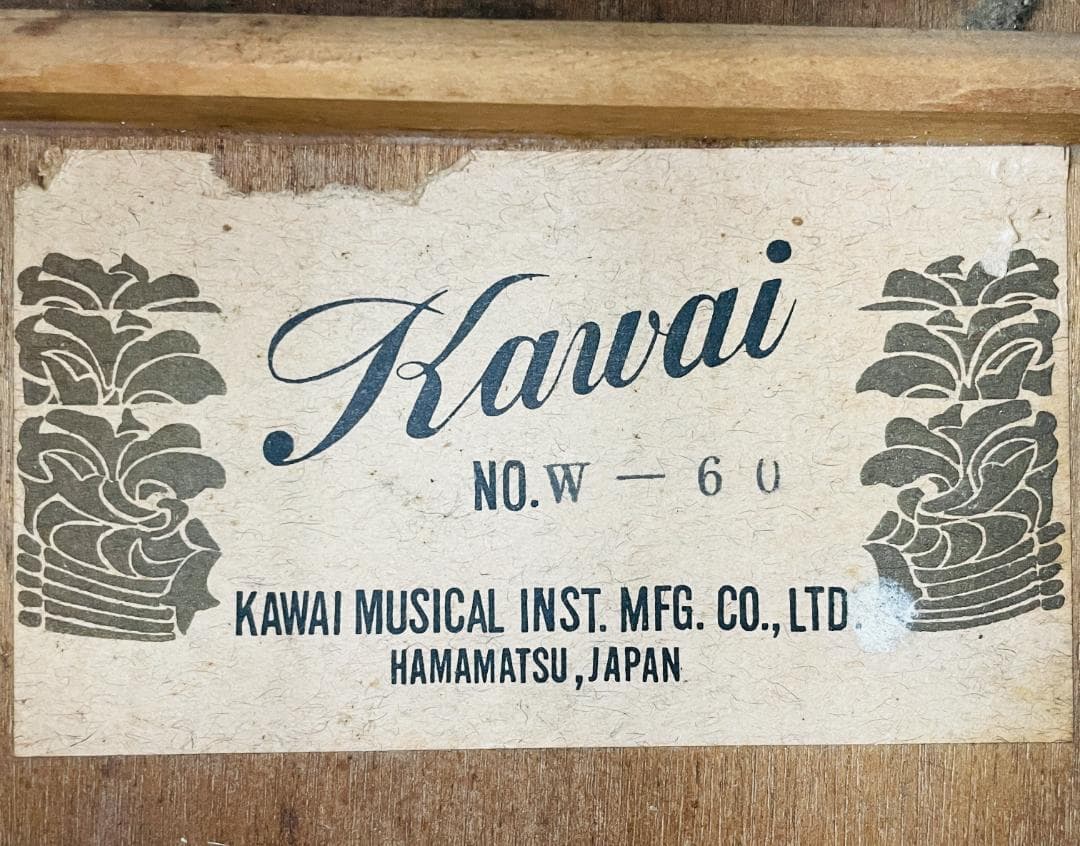 Kawai
NO. W - 60
KAWAI MUSICAL INST. MFG. CO., LTD.
HAMAMATSU, JAPAN